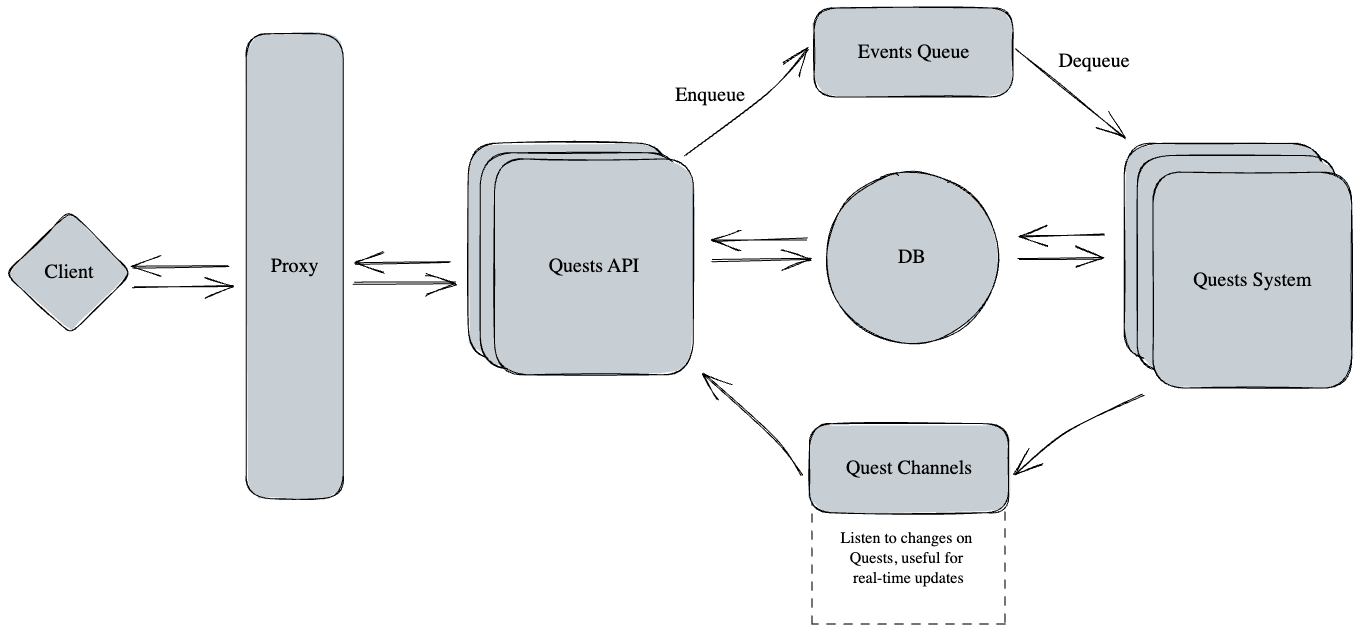 Events Queue
Dequeue
Enqueue
Client
Proxy
Quests API
DB
Quests System
Quest Channels
Listen to changes on
Quests, useful for
real-time updates